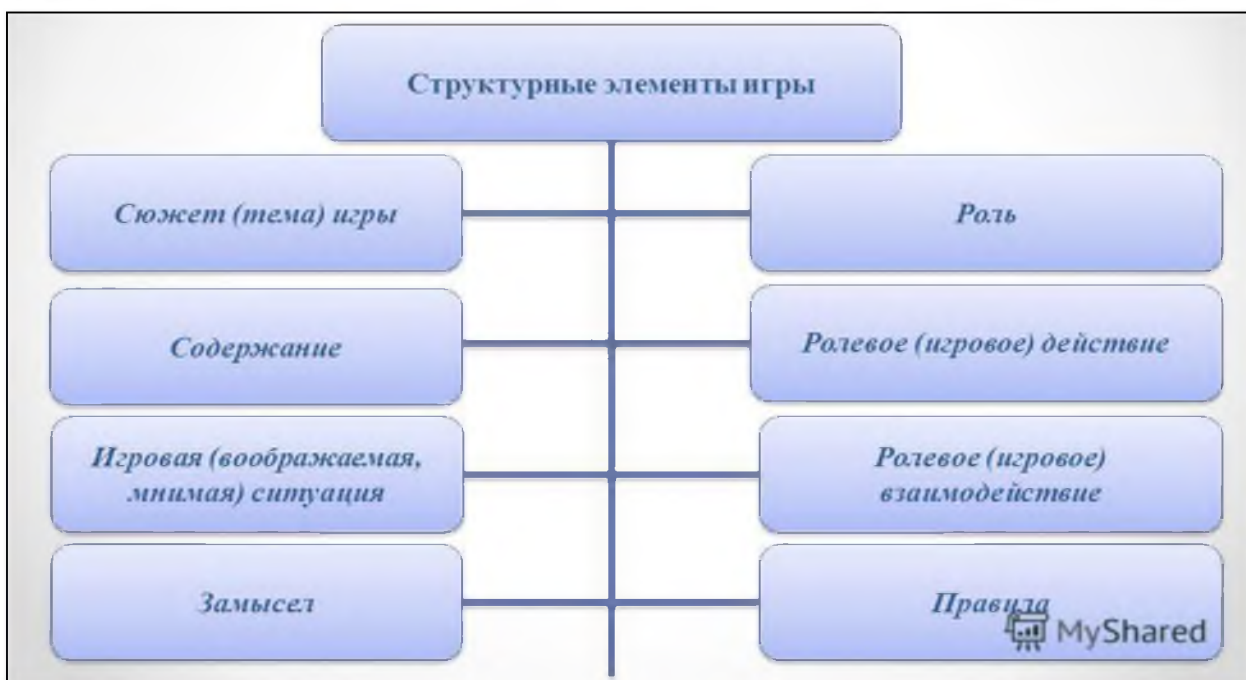 Структурные элементы игры
Сюжет (тема) игры
Роль
Содержание
Ролевое (игровое) действие
Игровая (воображаемая,
мнимая) ситуация
Ролевое (игровое)
взаимодействие
Замысел
Правила
MyShared